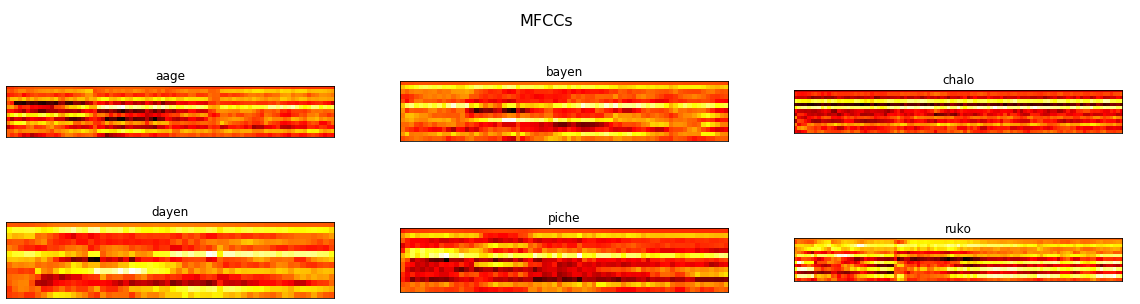 MFCCs
aage
bayen
chalo
dayen
piche
ruko